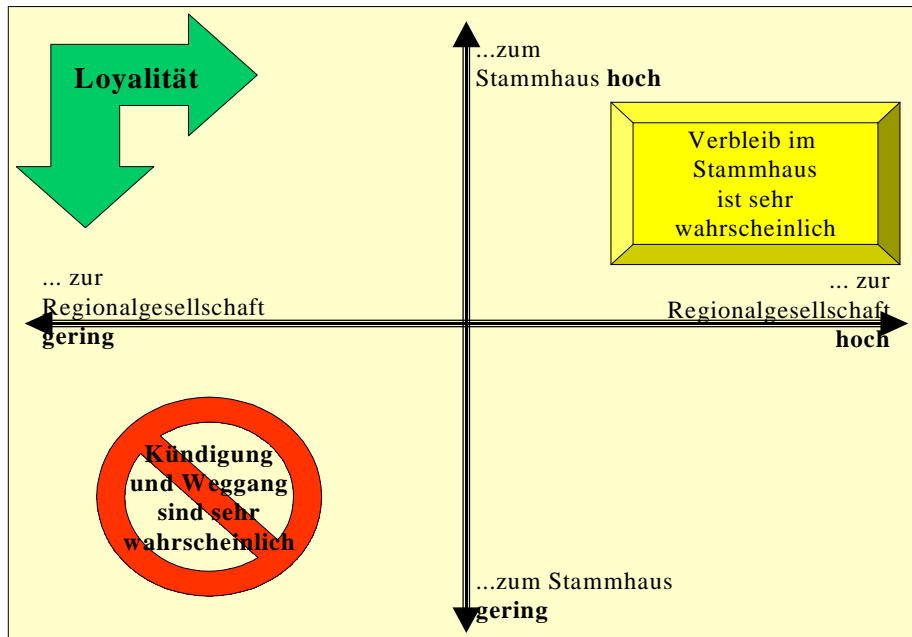 Loyalität
...zum
Stammhaus hoch
Verbleib im
Stammhaus
ist sehr
wahrscheinlich
... zur
Regionalgesellschaft
gering
... zur
Regionalgesellschaft
hoch
Kündigung
und Weggang
sind sehr
wahrscheinlich
...zum Stammhaus
gering